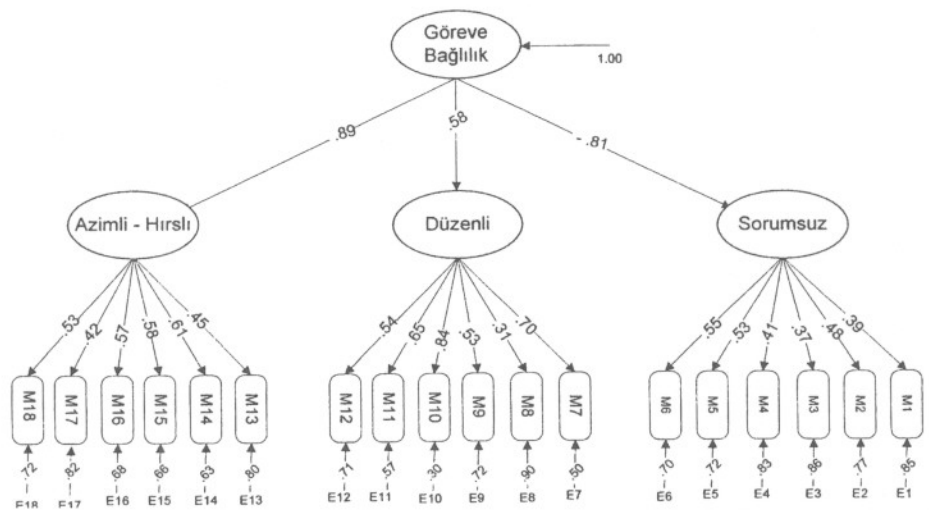 Göreve
Bağlılık
1.00
.89
.58
- .81
Azimli - Hırslı
Düzenli
Sorumsuz
.53
.42
.57
.58
.61
.45
.54
.65
.84
.53
.31
.70
.55
.53
.41
.37
.48
.39
M18
M17
M16
M15
M14
M13
M12
M11
M10
M9
M8
M7
M6
M5
M4
M3
M2
M1
.72
.82
.68
.66
.63
.80
.71
.57
.30
.72
.90
.50
.70
.72
.83
.86
.77
.85
E18
E17
E16
E15
E14
E13
E12
E11
E10
E9
E8
E7
E6
E5
E4
E3
E2
E1